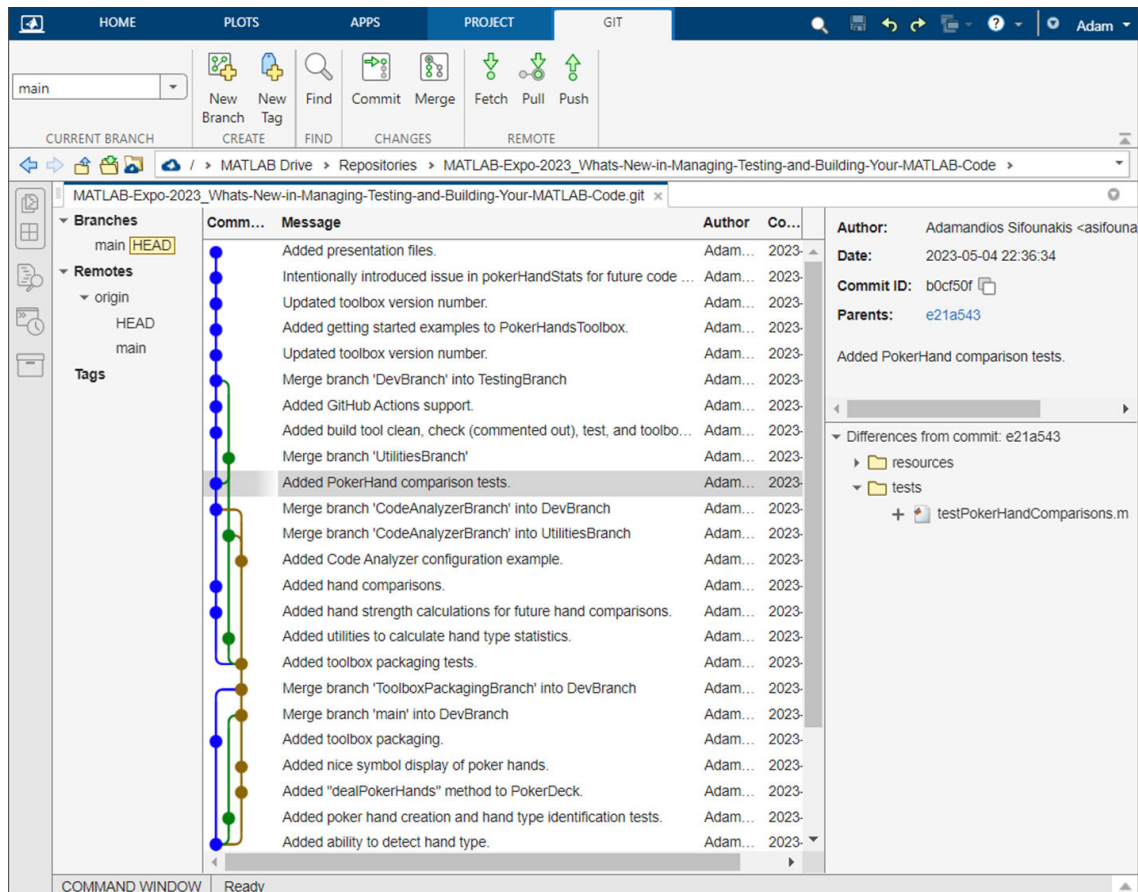 HOME PLOTS APPS PROJECT GIT Adam
main
New Branch New Tag Find Commit Merge Fetch Pull Push
CURRENT BRANCH CREATE FIND CHANGES REMOTE
/ > MATLAB Drive > Repositories > MATLAB-Expo-2023_Whats-New-in-Managing-Testing-and-Building-Your-MATLAB-Code >
MATLAB-Expo-2023_Whats-New-in-Managing-Testing-and-Building-Your-MATLAB-Code.git ×
Branches
main HEAD
Remotes
origin
HEAD
main
Tags
Comm... Message Author Co...
Added presentation files. Adam... 2023-
Intentionally introduced issue in pokerHandStats for future code ... Adam... 2023-
Updated toolbox version number. Adam... 2023-
Added getting started examples to PokerHandsToolbox. Adam... 2023-
Updated toolbox version number. Adam... 2023-
Merge branch 'DevBranch' into TestingBranch Adam... 2023-
Added GitHub Actions support. Adam... 2023-
Added build tool clean, check (commented out), test, and toolbo... Adam... 2023-
Merge branch 'UtilitiesBranch' Adam... 2023-
Added PokerHand comparison tests. Adam... 2023-
Merge branch 'CodeAnalyzerBranch' into DevBranch Adam... 2023-
Merge branch 'CodeAnalyzerBranch' into UtilitiesBranch Adam... 2023-
Added Code Analyzer configuration example. Adam... 2023-
Added hand comparisons. Adam... 2023-
Added hand strength calculations for future hand comparisons. Adam... 2023-
Added utilities to calculate hand type statistics. Adam... 2023-
Added toolbox packaging tests. Adam... 2023-
Merge branch 'ToolboxPackagingBranch' into DevBranch Adam... 2023-
Merge branch 'main' into DevBranch Adam... 2023-
Added toolbox packaging. Adam... 2023-
Added nice symbol display of poker hands. Adam... 2023-
Added "dealPokerHands" method to PokerDeck. Adam... 2023-
Added poker hand creation and hand type identification tests. Adam... 2023-
Added ability to detect hand type. Adam... 2023-
Author: Adamandios Sifounakis <asifouna
Date: 2023-05-04 22:36:34
Commit ID: b0cf50f
Parents: e21a543
Added PokerHand comparison tests.
Differences from commit: e21a543
resources
tests
+ testPokerHandComparisons.m
COMMAND WINDOW Ready